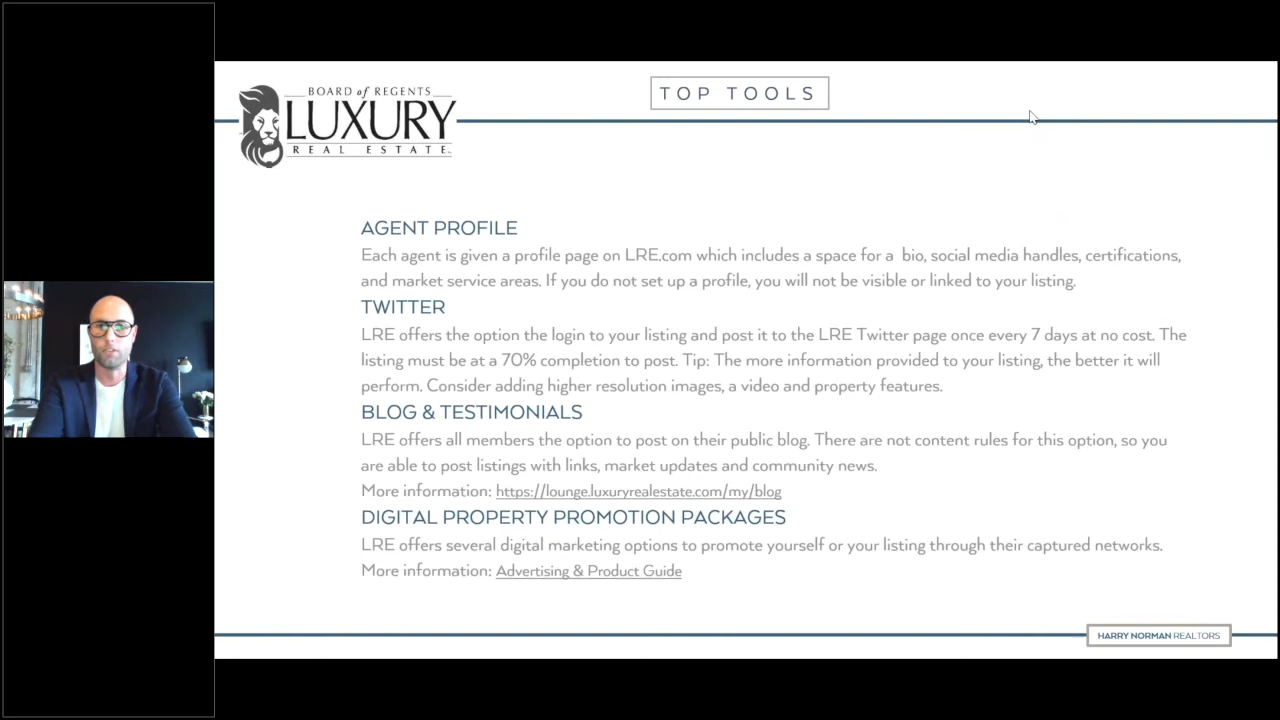 BOARD of REGENTS
LUXURY
REAL ESTATE
TOP TOOLS
AGENT PROFILE
Each agent is given a profile page on LRE.com which includes a space for a  bio, social media handles, certifications,
and market service areas. If you do not set up a profile, you will not be visible or linked to your listing.
TWITTER
LRE offers the option the login to your listing and post it to the LRE Twitter page once every 7 days at no cost. The
listing must be at a 70% completion to post. Tip: The more information provided to your listing, the better it will
perform. Consider adding higher resolution images, a video and property features.
BLOG & TESTIMONIALS
LRE offers all members the option to post on their public blog. There are not content rules for this option, so you
are able to post listings with links, market updates and community news.
More information: https://lounge.luxuryrealestate.com/my/blog
DIGITAL PROPERTY PROMOTION PACKAGES
LRE offers several digital marketing options to promote yourself or your listing through their captured networks.
More information: Advertising & Product Guide
HARRY NORMAN REALTORS